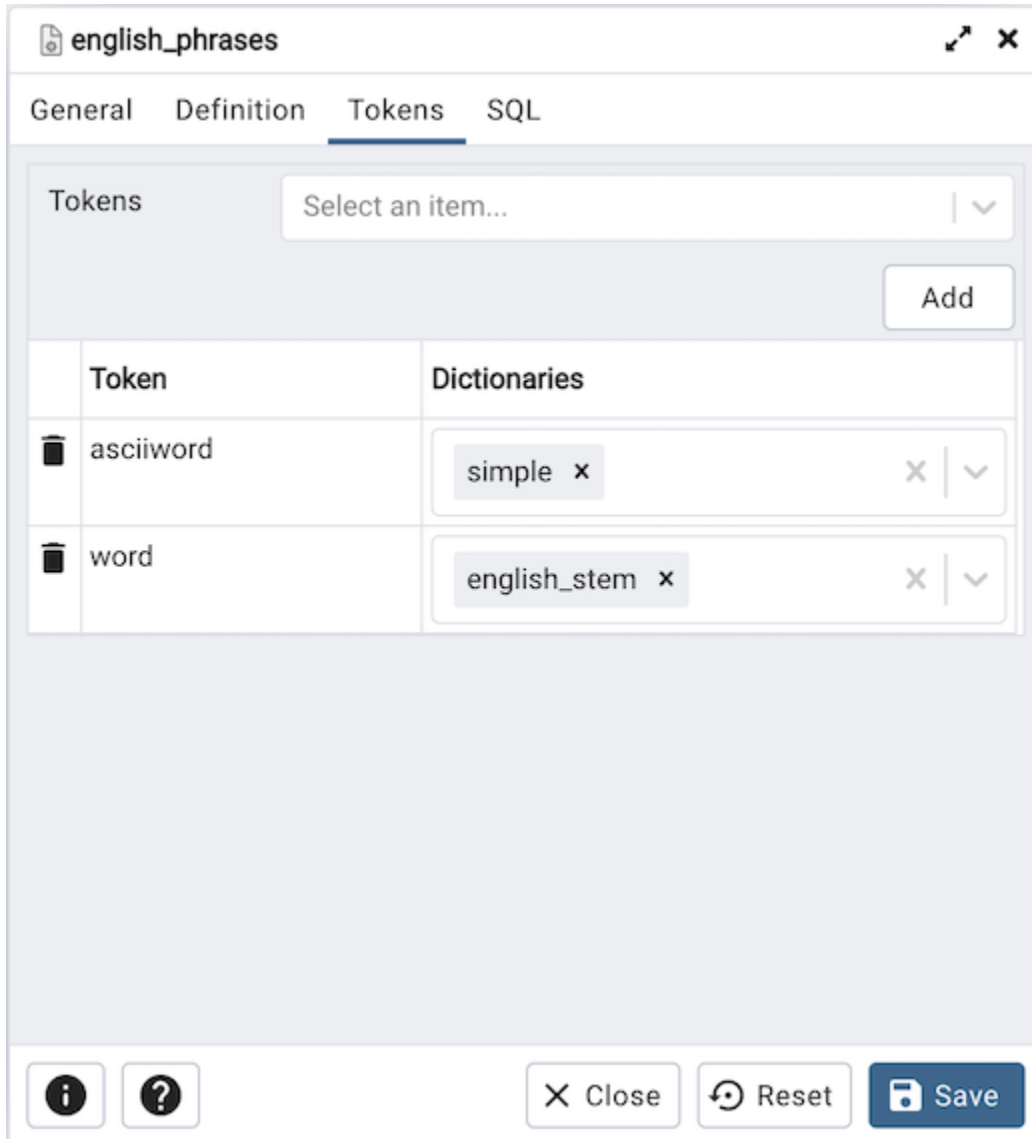 english_phrases
General Definition Tokens SQL
Tokens Select an item...
Add
Token Dictionaries
asciiword simple
word english_stem
Close Reset Save